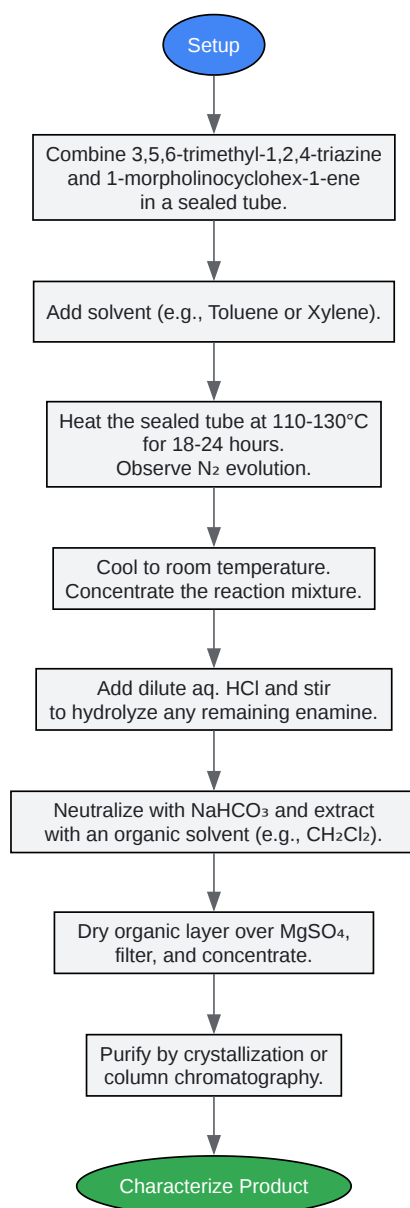 Setup
Combine 3,5,6-trimethyl-1,2,4-triazine
and 1-morpholinocyclohex-1-ene
in a sealed tube.
Add solvent (e.g., Toluene or Xylene).
Heat the sealed tube at 110-130°C
for 18-24 hours.
Observe N₂ evolution.
Cool to room temperature.
Concentrate the reaction mixture.
Add dilute aq. HCl and stir
to hydrolyze any remaining enamine.
Neutralize with NaHCO₃ and extract
with an organic solvent (e.g., CH₂Cl₂).
Dry organic layer over MgSO₄,
filter, and concentrate.
Purify by crystallization or
column chromatography.
Characterize Product